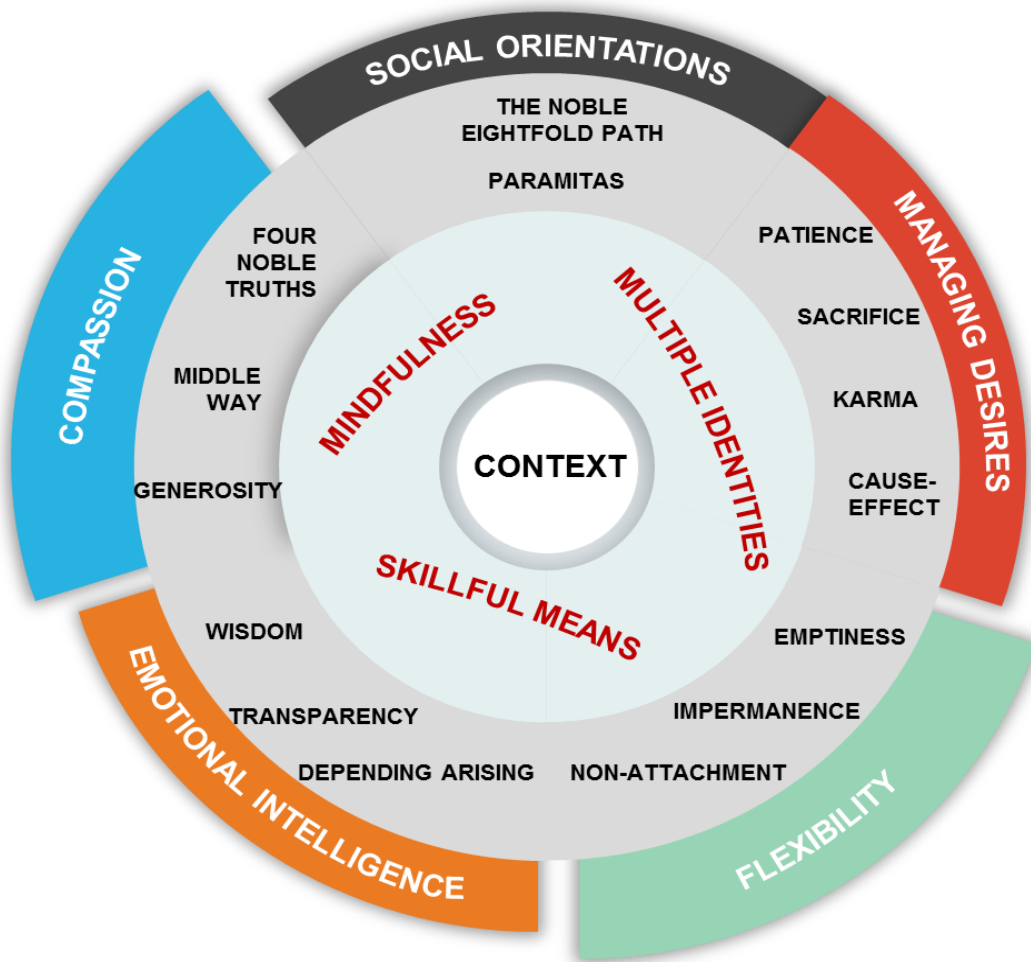 SOCIAL ORIENTATIONS
THE NOBLE
EIGHTFOLD PATH
PARAMITAS
MANAGING DESIRES
PATIENCE
SACRIFICE
KARMA
CAUSE-
EFFECT
FLEXIBILITY
EMPTINESS
IMPERMANENCE
NON-ATTACHMENT
EMOTIONAL INTELLIGENCE
WISDOM
TRANSPARENCY
DEPENDING ARISING
COMPASSION
FOUR
NOBLE
TRUTHS
MIDDLE
WAY
GENEROSITY
MINDFULNESS
MULTIPLE IDENTITIES
SKILLFUL MEANS
CONTEXT